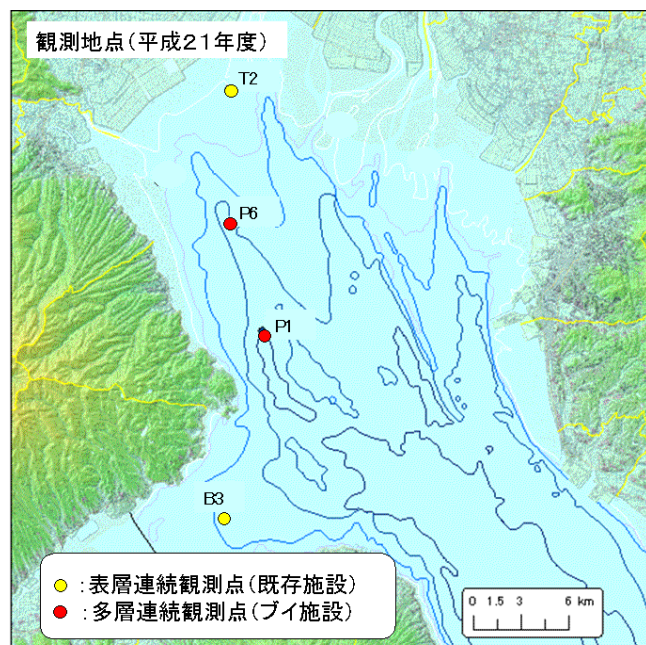 観測地点(平成21年度)
T2
P6
P1
B3
:表層連続観測点(既存施設)
:多層連続観測点(ブイ施設)
0 1.5 3 6 km